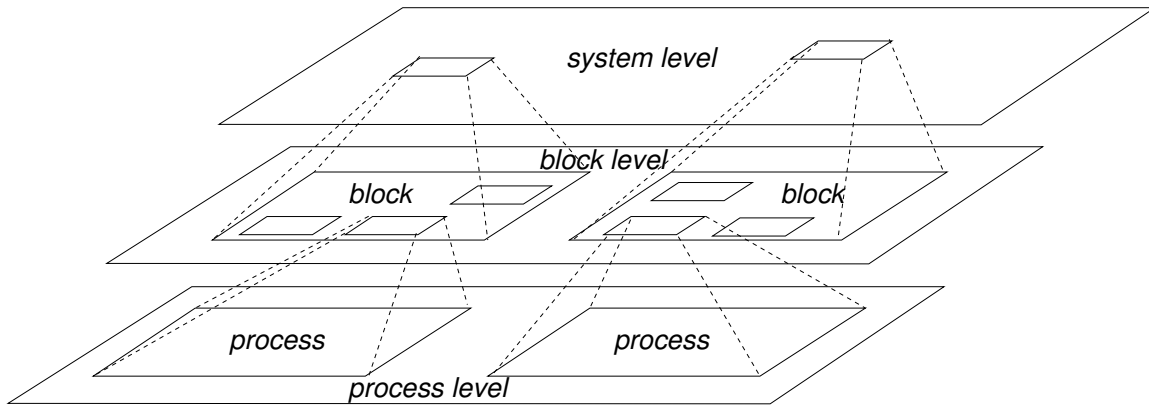 system level
block level
block
block
process
process
process level